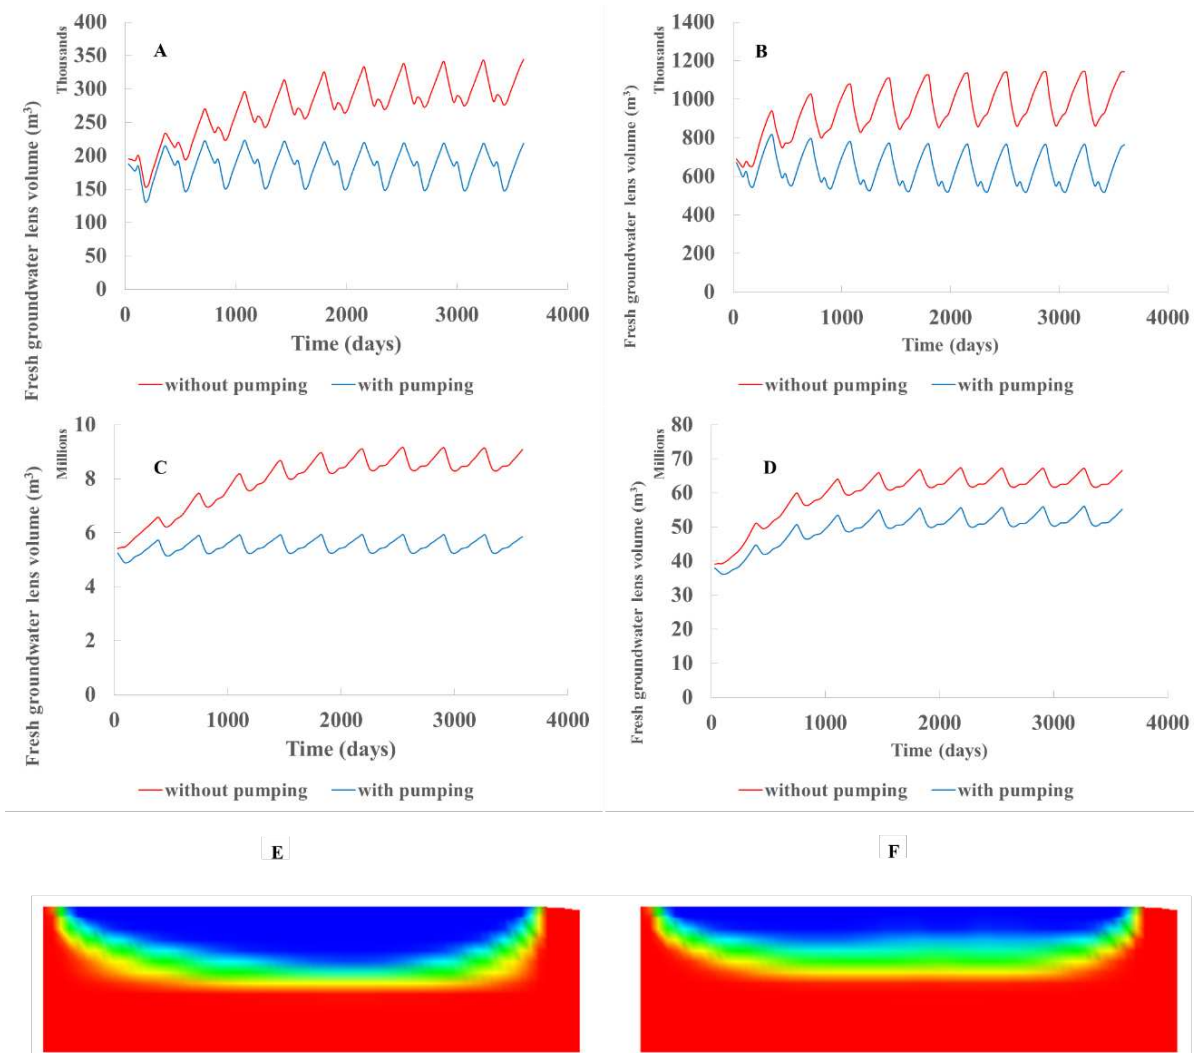 A
Thousands
Fresh groundwater lens volume (m³)
400
350
300
250
200
150
100
50
0
0 1000 2000 3000 4000
Time (days)
without pumping with pumping
B
Thousands
Fresh groundwater lens volume (m³)
1400
1200
1000
800
600
400
200
0
0 1000 2000 3000 4000
Time (days)
without pumping with pumping
C
Millions
Fresh groundwater lens volume (m³)
10
8
6
4
2
0
0 1000 2000 3000 4000
Time (days)
without pumping with pumping
D
Millions
Fresh groundwater lens volume (m³)
80
70
60
50
40
30
20
10
0
0 1000 2000 3000 4000
Time (days)
without pumping with pumping
E
F